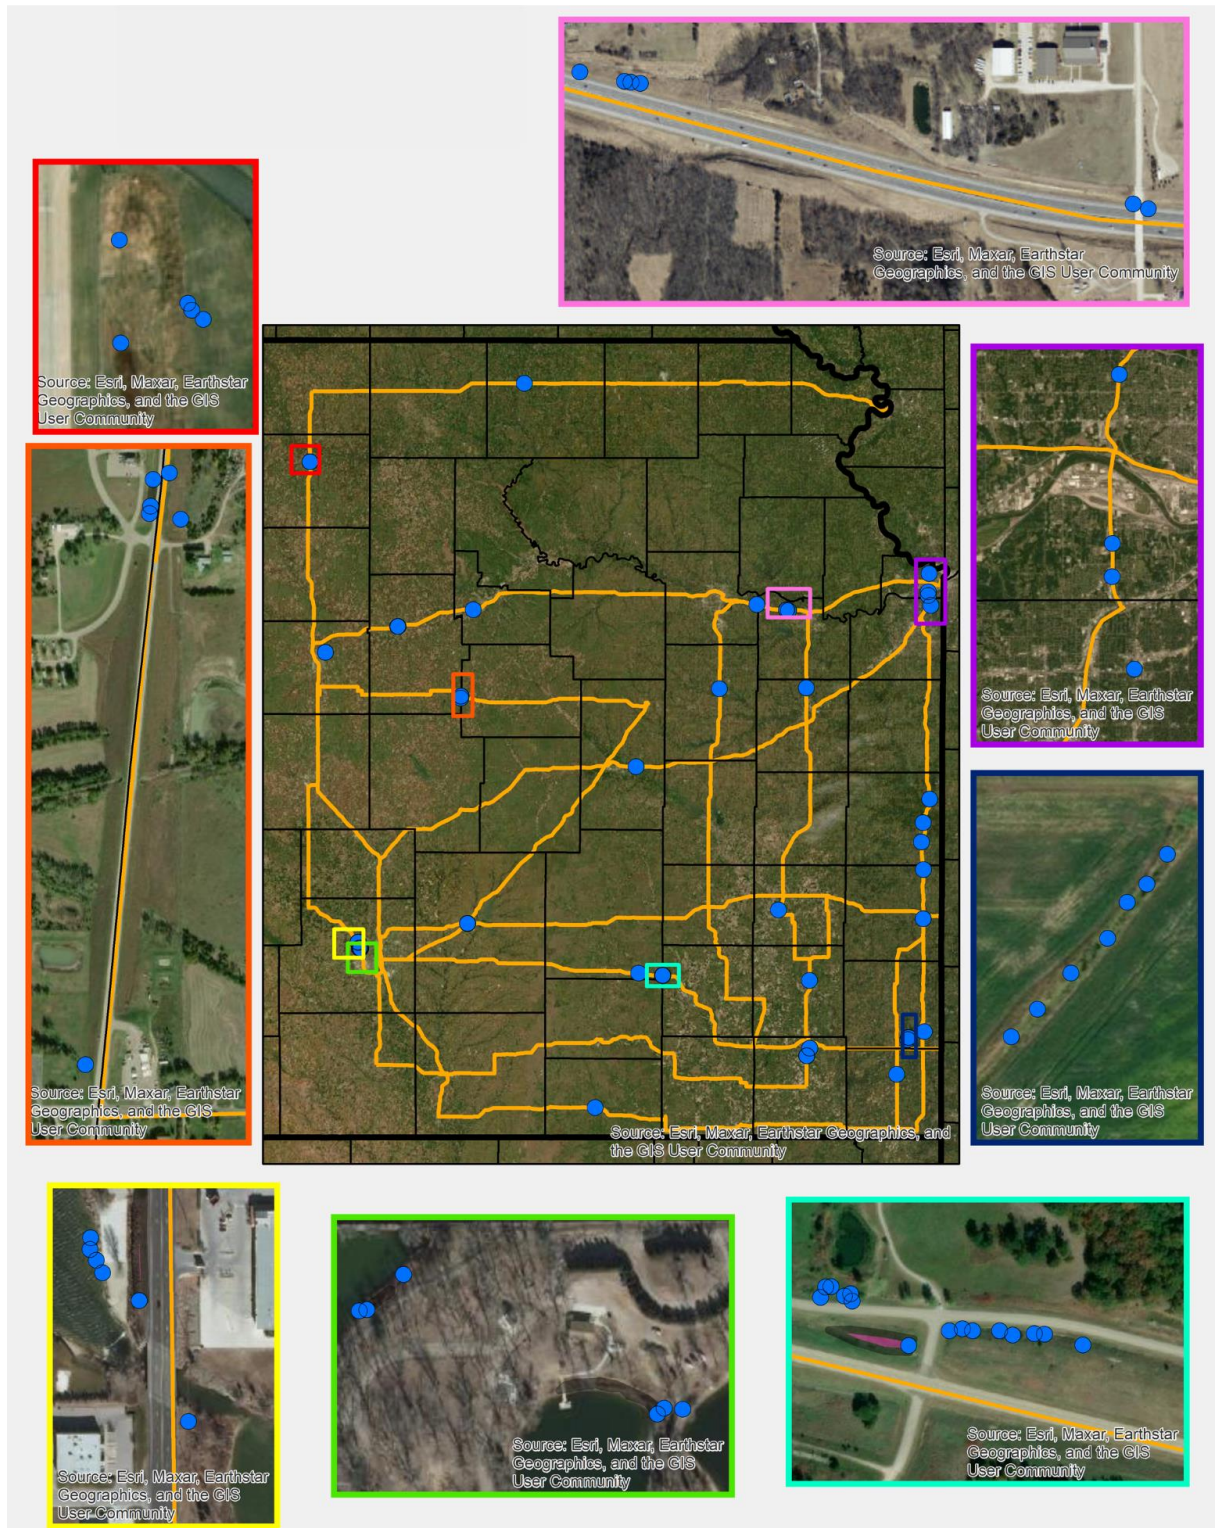 Source: Esri, Maxar, Earthstar
Geographics, and the GIS User Community
Source: Esri, Maxar, Earthstar
Geographics, and the GIS
User Community
Source: Esri, Maxar, Earthstar
Geographics, and the GIS
User Community
Source: Esri, Maxar, Earthstar
Geographics, and the GIS
User Community
Source: Esri, Maxar, Earthstar
Geographics, and the GIS
User Community
Source: Esri, Maxar, Earthstar Geographics, and
the GIS User Community
Source: Esri, Maxar, Earthstar
Geographics, and the GIS
User Community
Source: Esri, Maxar, Earthstar
Geographics, and the GIS
User Community
Source: Esri, Maxar, Earthstar
Geographics, and the GIS
User Community